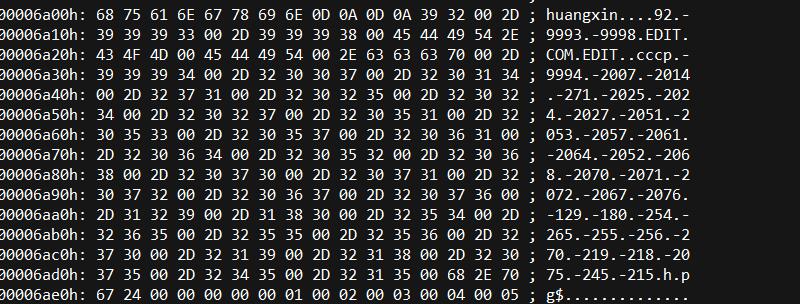 00006a00h: 68 75 61 6E 67 78 69 6E 0D 0A 0D 0A 39 32 00 2D ; huangxin....92.-
00006a10h: 39 39 39 33 00 2D 39 39 39 38 00 45 44 49 54 2E ; 9993.-9998.EDIT.
00006a20h: 43 4F 4D 00 45 44 49 54 00 2E 63 63 63 70 00 2D ; COM.EDIT..cccp.-
00006a30h: 39 39 39 34 00 2D 32 30 30 37 00 2D 32 30 31 34 ; 9994.-2007.-2014
00006a40h: 00 2D 32 37 31 00 2D 32 30 32 35 00 2D 32 30 32 ; .-271.-2025.-202
00006a50h: 34 00 2D 32 30 32 37 00 2D 32 30 35 31 00 2D 32 ; 4.-2027.-2051.-2
00006a60h: 30 35 33 00 2D 32 30 35 37 00 2D 32 30 36 31 00 ; 053.-2057.-2061.
00006a70h: 2D 32 30 36 34 00 2D 32 30 35 32 00 2D 32 30 36 ; -2064.-2052.-206
00006a80h: 38 00 2D 32 30 37 30 00 2D 32 30 37 31 00 2D 32 ; 8.-2070.-2071.-2
00006a90h: 30 37 32 00 2D 32 30 36 37 00 2D 32 30 37 36 00 ; 072.-2067.-2076.
00006aa0h: 2D 31 32 39 00 2D 31 38 30 00 2D 32 35 34 00 2D ; -129.-180.-254.-
00006ab0h: 32 36 35 00 2D 32 35 35 00 2D 32 35 36 00 2D 32 ; 265.-255.-256.-2
00006ac0h: 37 30 00 2D 32 31 39 00 2D 32 31 38 00 2D 32 30 ; 70.-219.-218.-20
00006ad0h: 37 35 00 2D 32 34 35 00 2D 32 31 35 00 68 2E 70 ; 75.-245.-215.h.p
00006ae0h: 67 24 00 00 00 00 00 00 01 00 02 00 03 00 04 00 05 ; g$..............